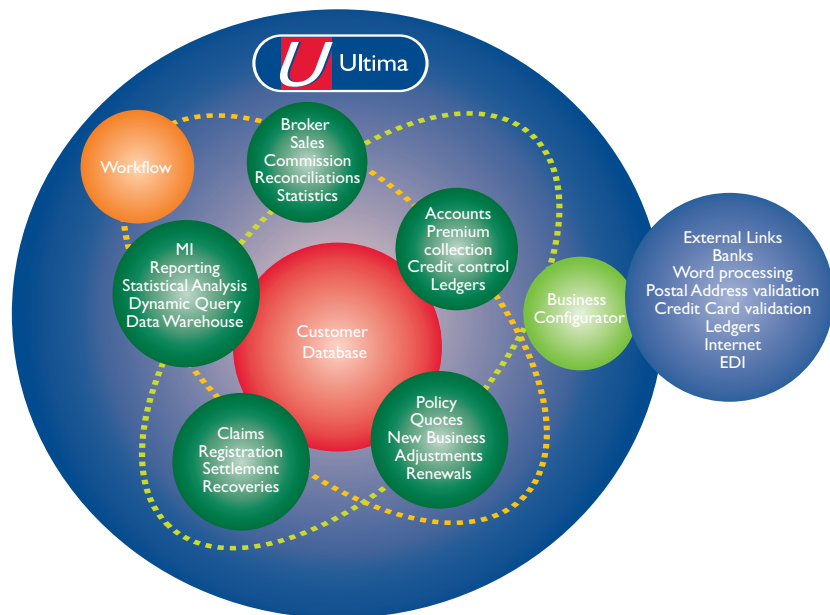 U Ultima
Workflow
Broker
Sales
Commission
Reconciliations
Statistics
Accounts
Premium
collection
Credit control
Ledgers
MI
Reporting
Statistical Analysis
Dynamic Query
Data Warehouse
Customer
Database
Business
Configurator
External Links
Banks
Word processing
Postal Address validation
Credit Card validation
Ledgers
Internet
EDI
Claims
Registration
Settlement
Recoveries
Policy
Quotes
New Business
Adjustments
Renewals